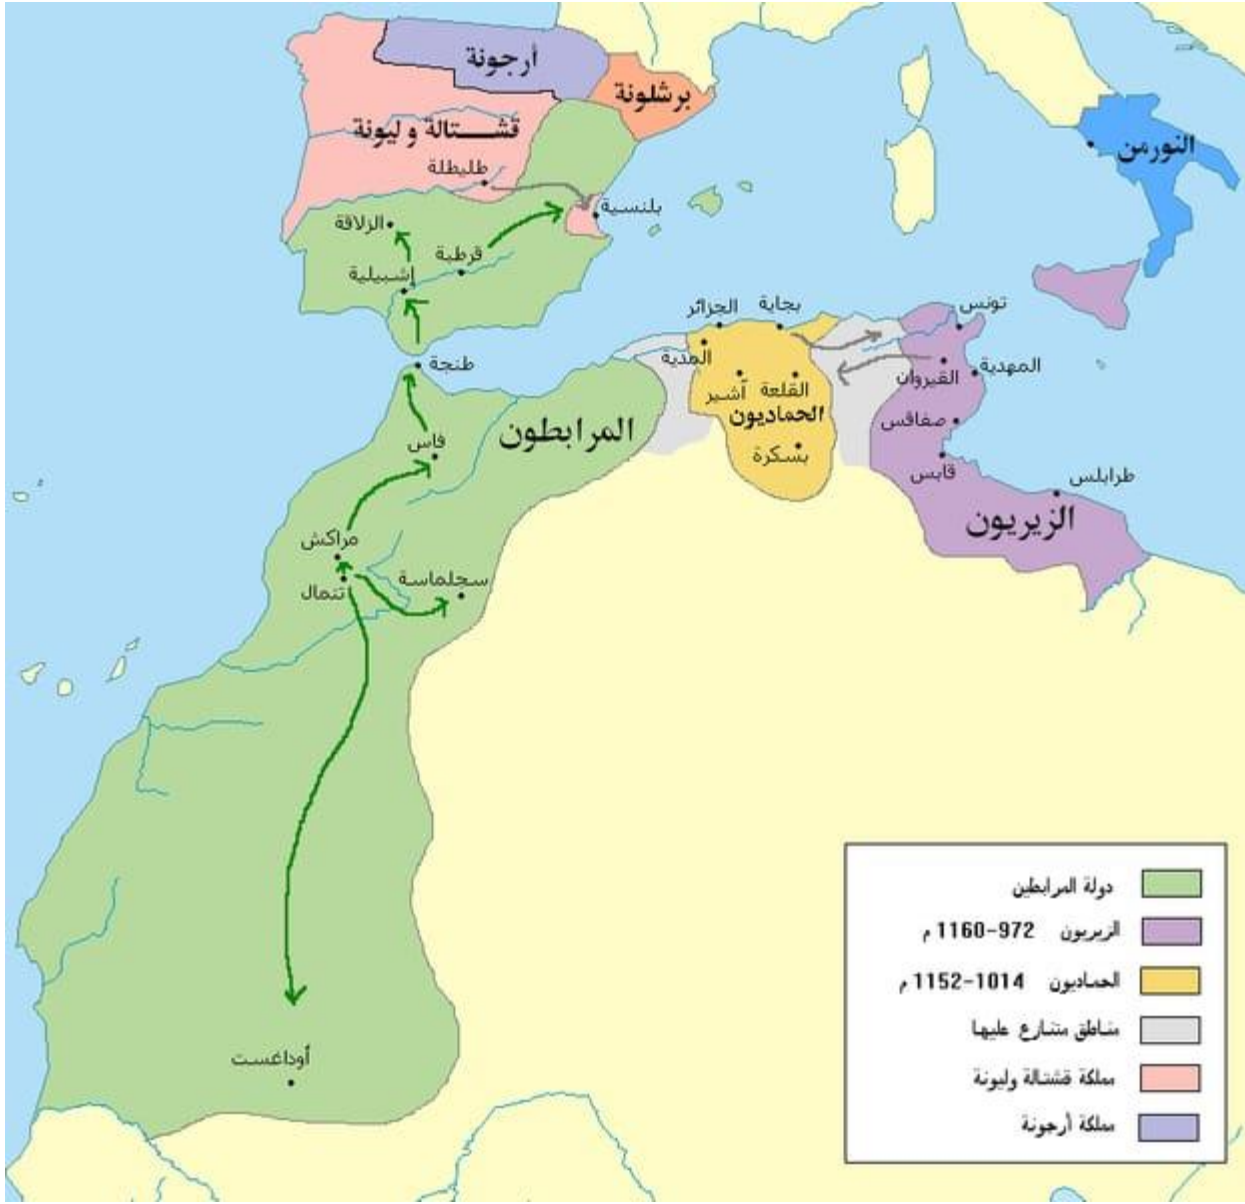 أرجونة
برشلونة
قشـــتالة و ليونة
طليطلة
بلنسية
النورمن
الزلاقة
قرطبة
إشبيلية
طنجة
الجزائر
بجاية
تونس
المدية
آشير
القلعة
القيروان
المهدية
الحماديون
صفاقس
بسكرة
قابس
طرابلس
الزيريون
المرابطون
فاس
مراكش
تنمال
سجلماسة
أوداغست
دولة المرابطين
الزيريون 972-1160 م
الحماديون 1014-1152 م
مناطق متنازع عليها
مملكة قشتالة وليونة
مملكة أرجونة